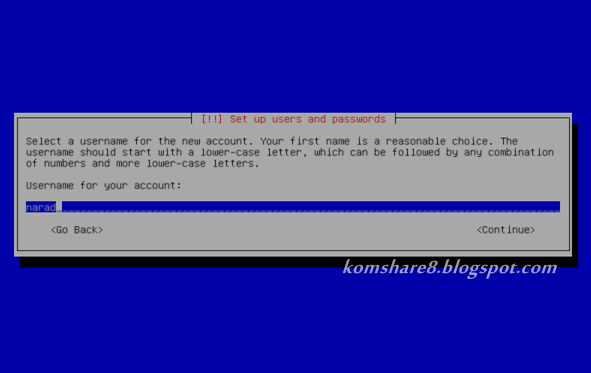 [!!] Set up users and passwords
Select a username for the new account. Your first name is a reasonable choice. The
username should start with a lower-case letter, which can be followed by any combination
of numbers and more lower-case letters.
Username for your account:
narad
<Go Back> <Continue>
komshare8.blogspot.com